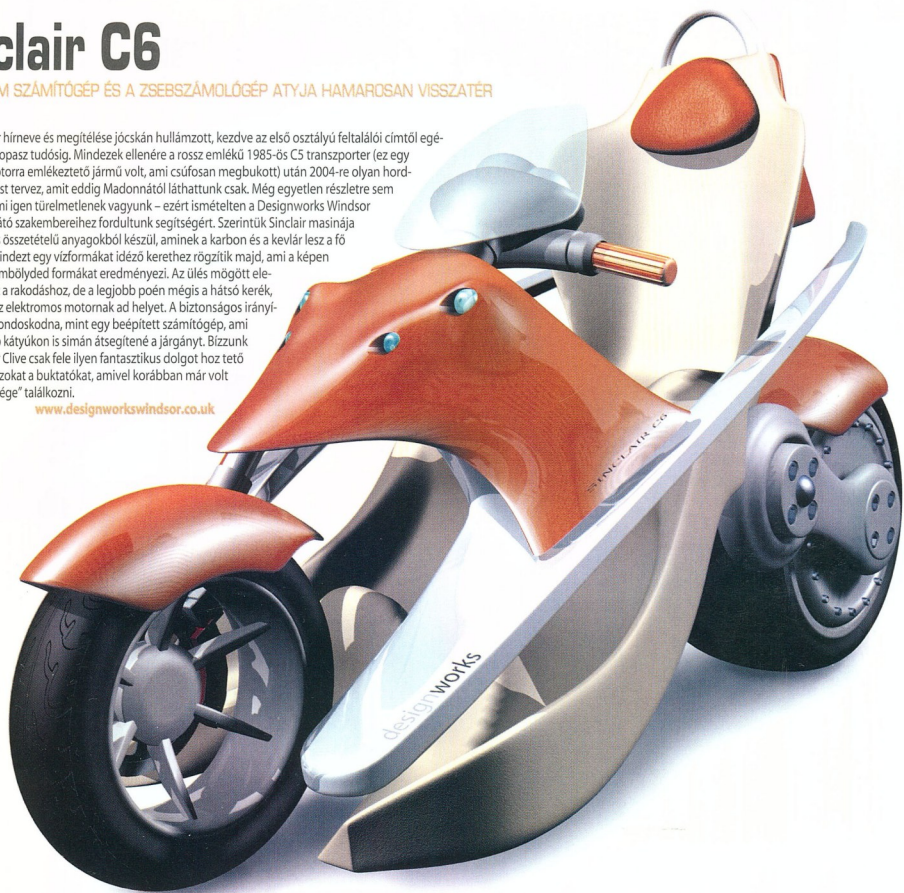 clair C6
M SZÁMÍTÓGÉP ÉS A ZSEBSZÁMOLÓGÉP ATYJA HAMAROSAN VISSZATÉR
hírneve és megítélése jócskán hullámzott, kezdve az első osztályú feltalálói címtől egé-
opasz tudósig. Mindezek ellenére a rossz emlékű 1985-ös C5 transzporter (ez egy
otorra emlékeztető jármű volt, ami csúfosan megbukott) után 2004-re olyan hord-
st tervez, amit eddig Madonnától láthattunk csak. Még egyetlen részletre sem
mi igen türelmetlenek vagyunk – ezért ismételten a Designworks Windsor
átó szakembereihez fordultunk segítségért. Szerintük Sinclair masinája
összetételű anyagokból készül, aminek a karbon és a kevlár lesz a fő
indezt egy vízformákat idéző kerethez rögzítik majd, ami a képen
mbölyded formákat eredményezi. Az ülés mögött ele-
a rakodáshoz, de a legjobb poén mégis a hátsó kerék,
z elektromos motornak ad helyet. A biztonságos irányí-
ondoskodna, mint egy beépített számítógép, ami
kátyúkon is simán átsegítené a járgányt. Bízzunk
Clive csak fele ilyen fantasztikus dolgot hoz tető
zokat a buktatókat, amivel korábban már volt
ége" találkozni.
www.designworkswindsor.co.uk
SINCLAIR C6
designworks